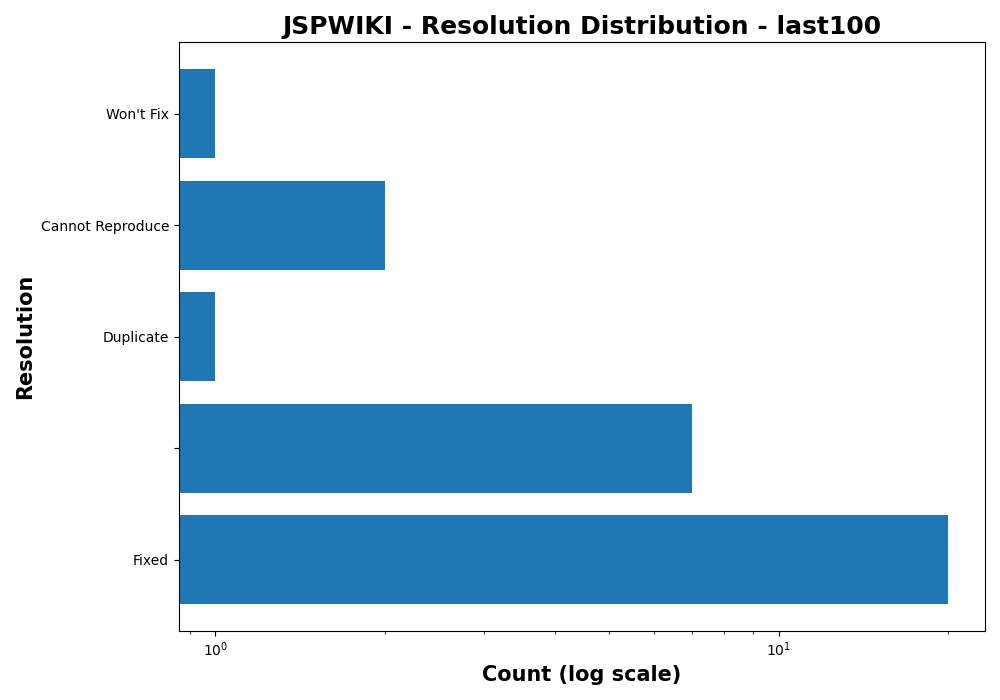 JSPWIKI - Resolution Distribution - last100
Won't Fix
Cannot Reproduce
Duplicate
Fixed
Resolution
10⁰
10¹
Count (log scale)